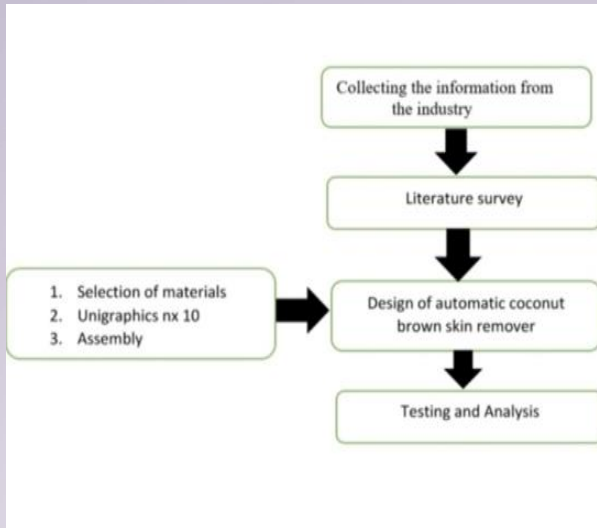 Collecting the information from
the industry
Literature survey
1. Selection of materials
2. Unigraphics nx 10
3. Assembly
Design of automatic coconut
brown skin remover
Testing and Analysis